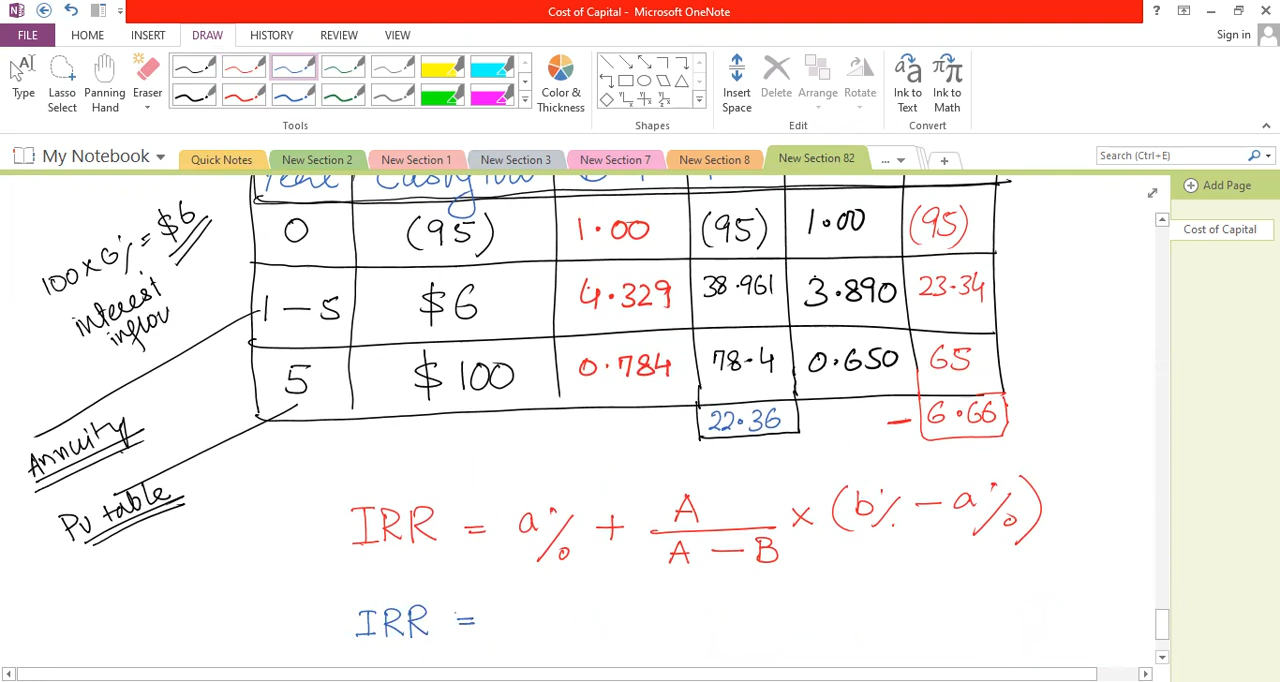 Cost of Capital - Microsoft OneNote
Sign in
FILE HOME INSERT DRAW HISTORY REVIEW VIEW
Type
Lasso Select
Panning Hand
Eraser
Color & Thickness
Insert Space
Delete
Arrange
Rotate
Ink to Text
Ink to Math
Tools
Shapes
Edit
Convert
My Notebook
Quick Notes
New Section 2
New Section 1
New Section 3
New Section 7
New Section 8
New Section 82
...
Search (Ctrl+E)
Add Page
Cost of Capital
Year Cashflow
0 (95) 1.00 (95) 1.00 (95)
1 – 5 $6 4.329 38.961 3.890 23.34
5 $100 0.784 78.4 0.650 65
22.36 - 6.66
100 x 6% = $6
interest
inflow
Annuity
PV table
IRR = a% + A / A - B x (b% - a%)
IRR =